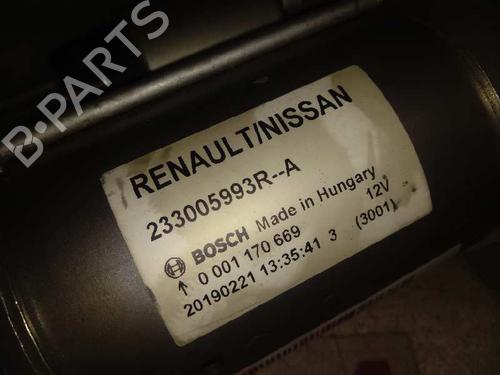 B-PARTS
RENAULT/NISSAN
233005993R--A
BOSCH Made in Hungary
0 001 170 669 12V
20190221 13:35:41 3 (3001)